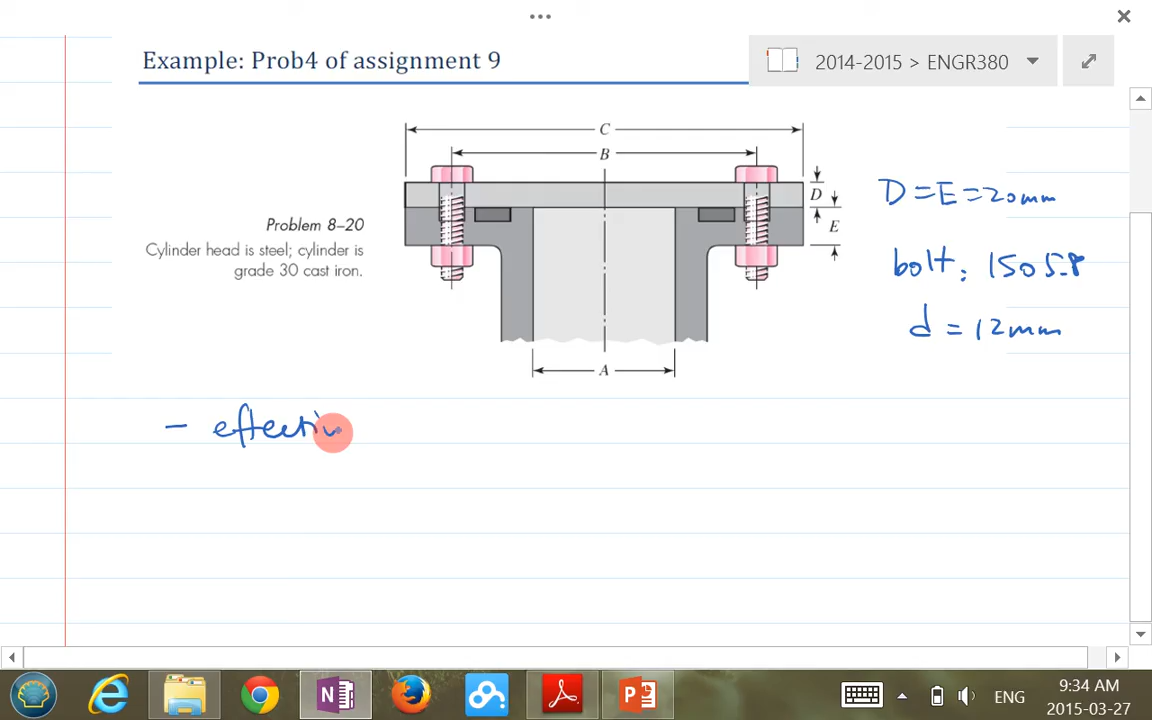 Example: Prob4 of assignment 9
2014-2015 > ENGR380
C
B
D
E
Problem 8–20
Cylinder head is steel; cylinder is
grade 30 cast iron.
A
D=E=20mm
bolt: ISO 5.8
d = 12mm
- effectiv
ENG
9:34 AM
2015-03-27